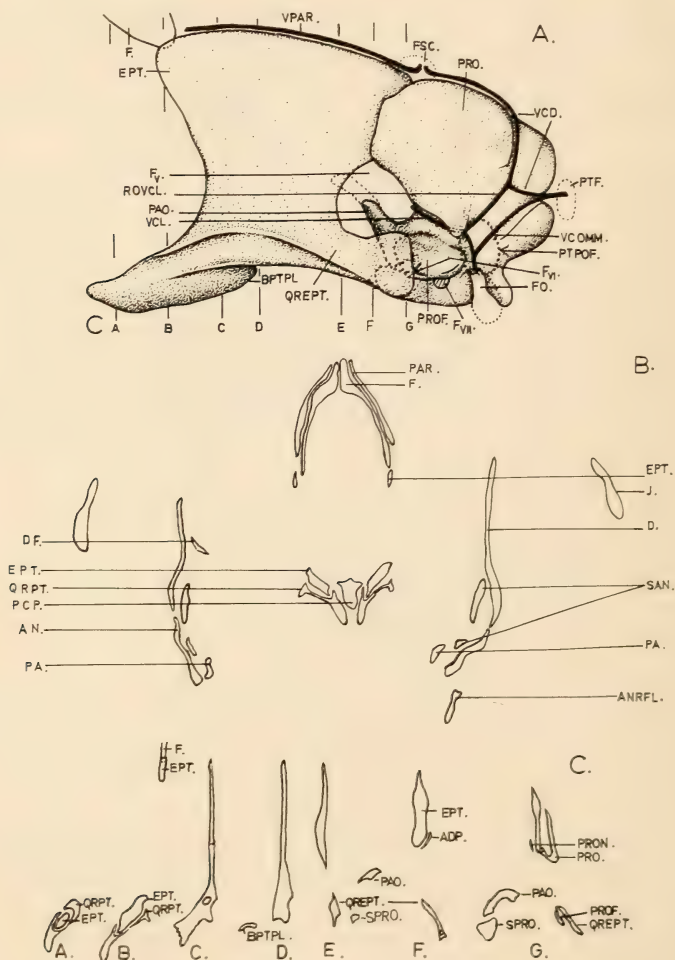 VPAR.
A.
F.
FSC.
EPT.
PRO.
VCD.
FV.
ROVCL.
PTF.
PAO.
VCL.
VCOMM.
PTPOF.
BPTPL
QREPT.
FVI.
FO.
PROF.
FVII.
C A B C D E F G
B.
PAR.
F.
EPT.
J.
DF.
D.
EPT.
QRPT.
SAN.
PCP.
AN.
PA.
PA.
ANRFL.
C.
F.
EPT.
EPT.
ADP.
PRON.
PRO.
PAO.
QRPT.
EPT.
EPT.
QRPT.
QREPT.
SPRO.
PAO.
SPRO.
PROF.
QREPT.
BPTPL.
A. B. C. D. E. F. G.